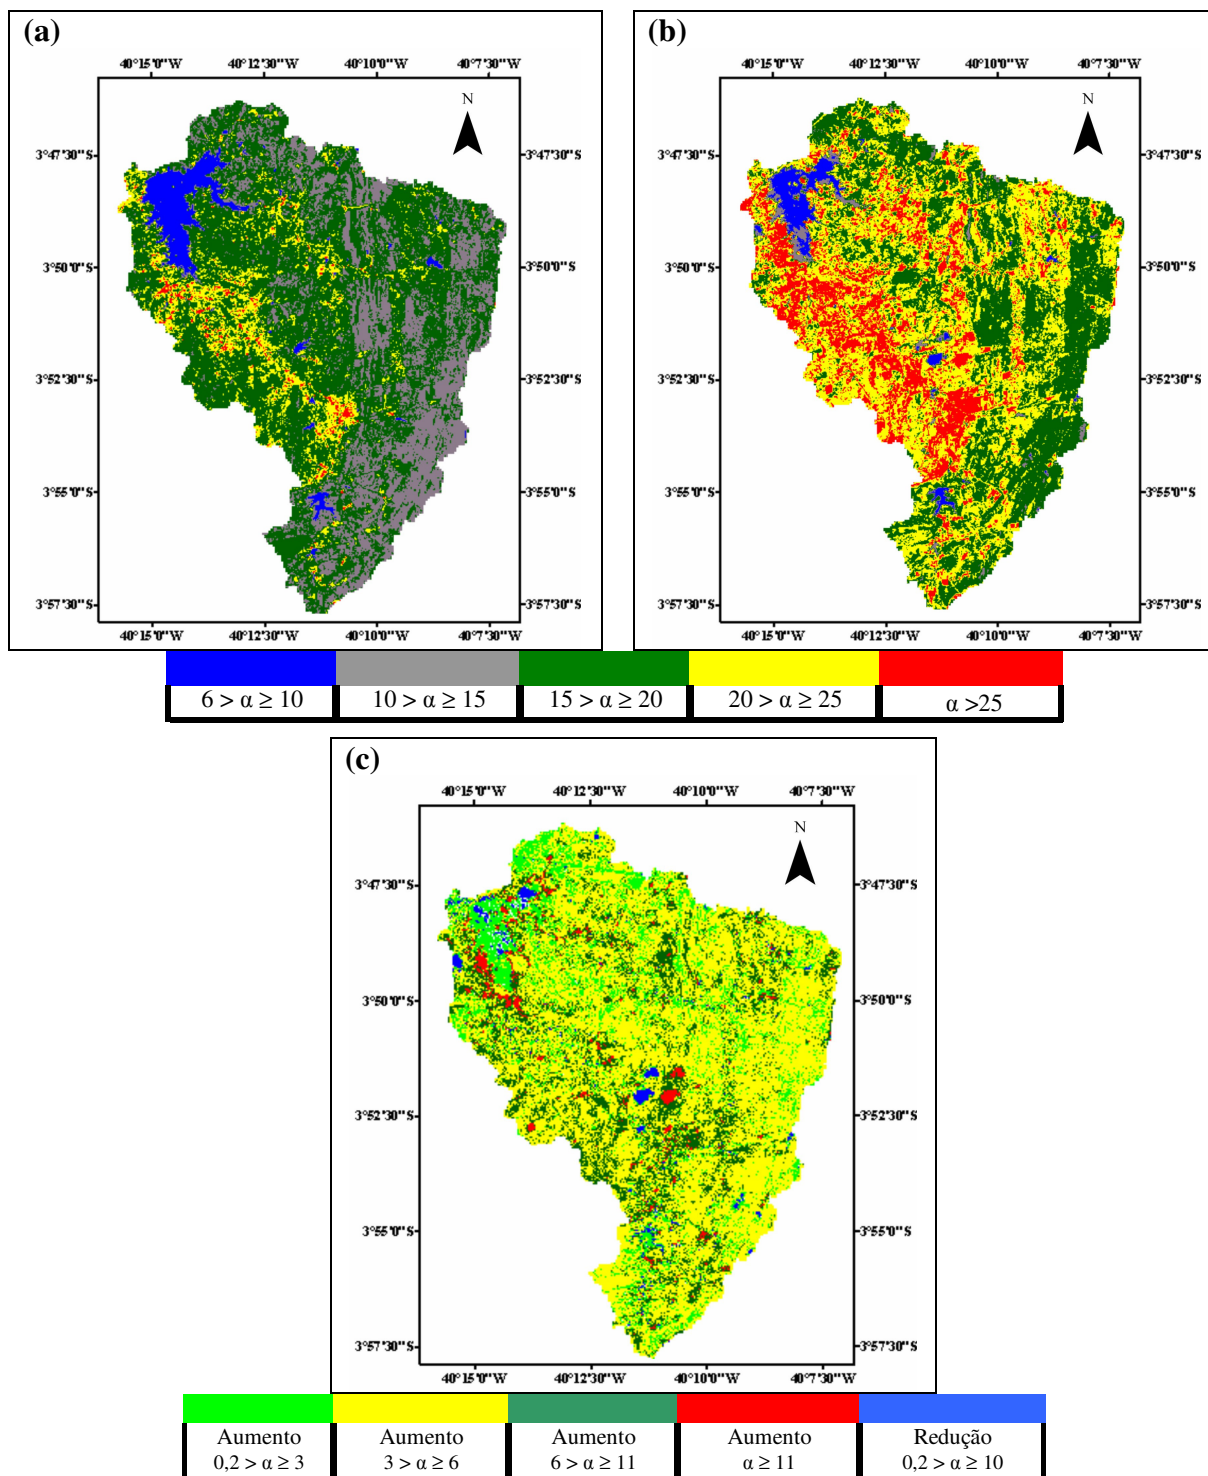 (a)
40°15'0"W 40°12'30"W 40°10'0"W 40°7'30"W
N
3°47'30"S 3°47'30"S
3°50'0"S 3°50'0"S
3°52'30"S 3°52'30"S
3°55'0"S 3°55'0"S
3°57'30"S 3°57'30"S
40°15'0"W 40°12'30"W 40°10'0"W 40°7'30"W
(b)
40°15'0"W 40°12'30"W 40°10'0"W 40°7'30"W
N
3°47'30"S 3°47'30"S
3°50'0"S 3°50'0"S
3°52'30"S 3°52'30"S
3°55'0"S 3°55'0"S
3°57'30"S 3°57'30"S
40°15'0"W 40°12'30"W 40°10'0"W 40°7'30"W
6 > α ≥ 10 10 > α ≥ 15 15 > α ≥ 20 20 > α ≥ 25 α >25
(c)
40°15'0"W 40°12'30"W 40°10'0"W 40°7'30"W
N
3°47'30"S 3°47'30"S
3°50'0"S 3°50'0"S
3°52'30"S 3°52'30"S
3°55'0"S 3°55'0"S
3°57'30"S 3°57'30"S
40°15'0"W 40°12'30"W 40°10'0"W 40°7'30"W
Aumento Aumento Aumento Aumento Redução
0,2 > α ≥ 3 3 > α ≥ 6 6 > α ≥ 11 α ≥ 11 0,2 > α ≥ 10